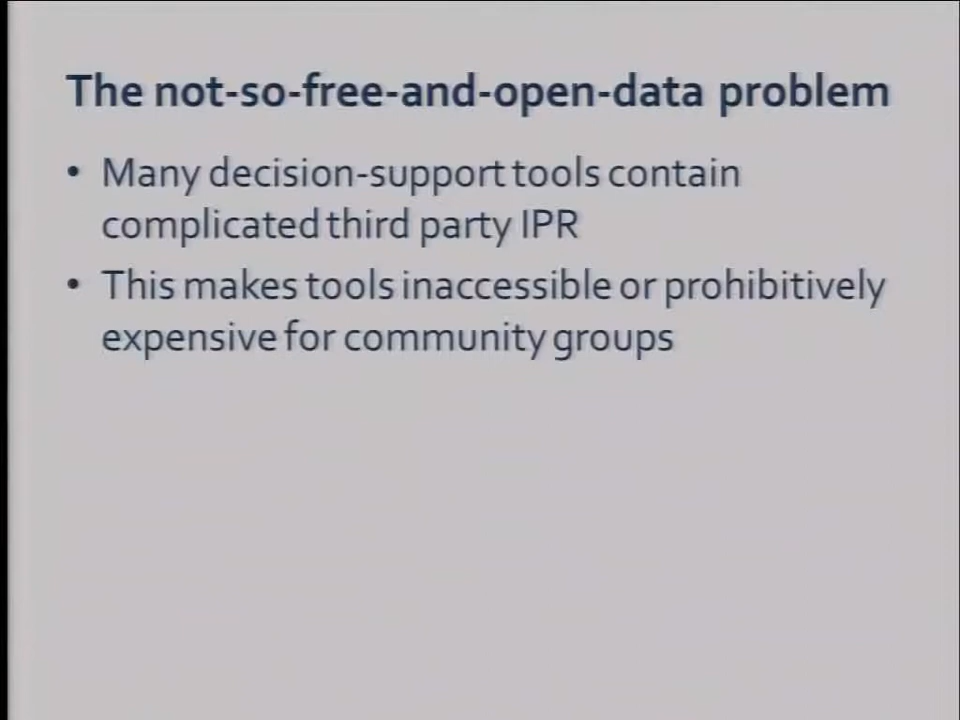 The not-so-free-and-open-data problem
• Many decision-support tools contain
complicated third party IPR
• This makes tools inaccessible or prohibitively
expensive for community groups